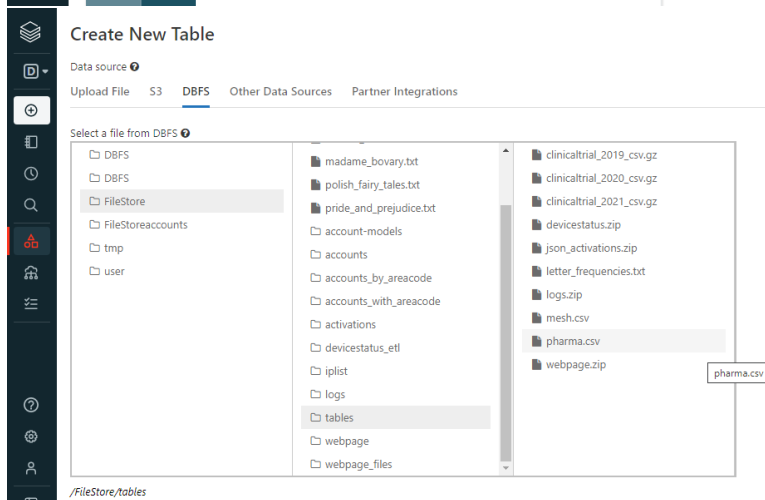 Create New Table
Data source
D
Upload File S3 DBFS Other Data Sources Partner Integrations
Select a file from DBFS
DBFS
DBFS
FileStore
FileStoreaccounts
tmp
user
madame_bovary.txt
polish_fairy_tales.txt
pride_and_prejudice.txt
account-models
accounts
accounts_by_areacode
accounts_with_areacode
activations
devicestatus_etl
iplist
logs
tables
webpage
webpage_files
clinicaltrial_2019_csv.gz
clinicaltrial_2020_csv.gz
clinicaltrial_2021_csv.gz
devicestatus.zip
json_activations.zip
letter_frequencies.txt
logs.zip
mesh.csv
pharma.csv
webpage.zip
pharma.csv
/FileStore/tables